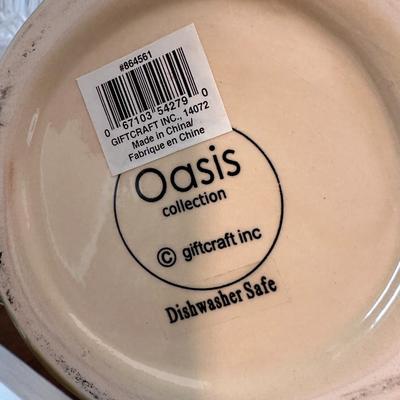 #864561
0 67103 54279 0
GIFTCRAFT INC., 14072
Made in China/
Fabrique en Chine
Oasis
collection
© giftcraft inc
Dishwasher Safe